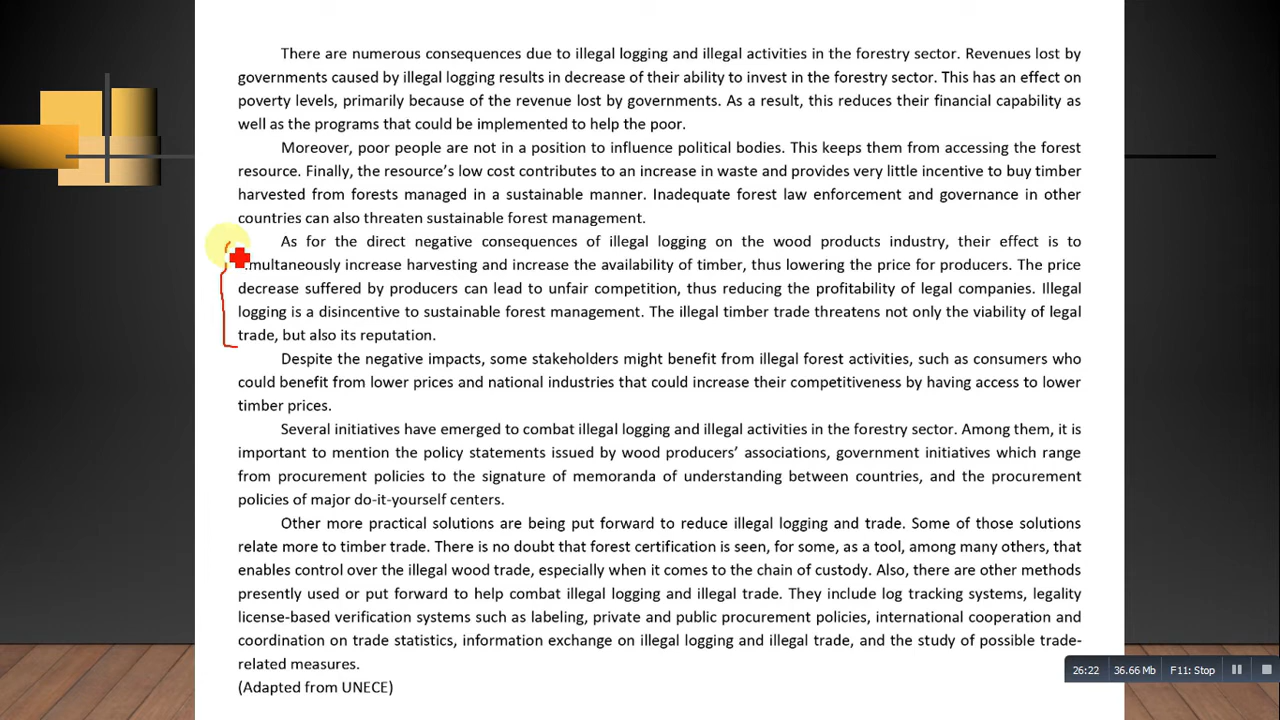 There are numerous consequences due to illegal logging and illegal activities in the forestry sector. Revenues lost by
governments caused by illegal logging results in decrease of their ability to invest in the forestry sector. This has an effect on
poverty levels, primarily because of the revenue lost by governments. As a result, this reduces their financial capability as
well as the programs that could be implemented to help the poor.
Moreover, poor people are not in a position to influence political bodies. This keeps them from accessing the forest
resource. Finally, the resource's low cost contributes to an increase in waste and provides very little incentive to buy timber
harvested from forests managed in a sustainable manner. Inadequate forest law enforcement and governance in other
countries can also threaten sustainable forest management.
As for the direct negative consequences of illegal logging on the wood products industry, their effect is to
multaneously increase harvesting and increase the availability of timber, thus lowering the price for producers. The price
decrease suffered by producers can lead to unfair competition, thus reducing the profitability of legal companies. Illegal
logging is a disincentive to sustainable forest management. The illegal timber trade threatens not only the viability of legal
trade, but also its reputation.
Despite the negative impacts, some stakeholders might benefit from illegal forest activities, such as consumers who
could benefit from lower prices and national industries that could increase their competitiveness by having access to lower
timber prices.
Several initiatives have emerged to combat illegal logging and illegal activities in the forestry sector. Among them, it is
important to mention the policy statements issued by wood producers' associations, government initiatives which range
from procurement policies to the signature of memoranda of understanding between countries, and the procurement
policies of major do-it-yourself centers.
Other more practical solutions are being put forward to reduce illegal logging and trade. Some of those solutions
relate more to timber trade. There is no doubt that forest certification is seen, for some, as a tool, among many others, that
enables control over the illegal wood trade, especially when it comes to the chain of custody. Also, there are other methods
presently used or put forward to help combat illegal logging and illegal trade. They include log tracking systems, legality
license-based verification systems such as labeling, private and public procurement policies, international cooperation and
coordination on trade statistics, information exchange on illegal logging and illegal trade, and the study of possible trade-
related measures.
(Adapted from UNECE)
26:22 36.66 Mb F11: Stop